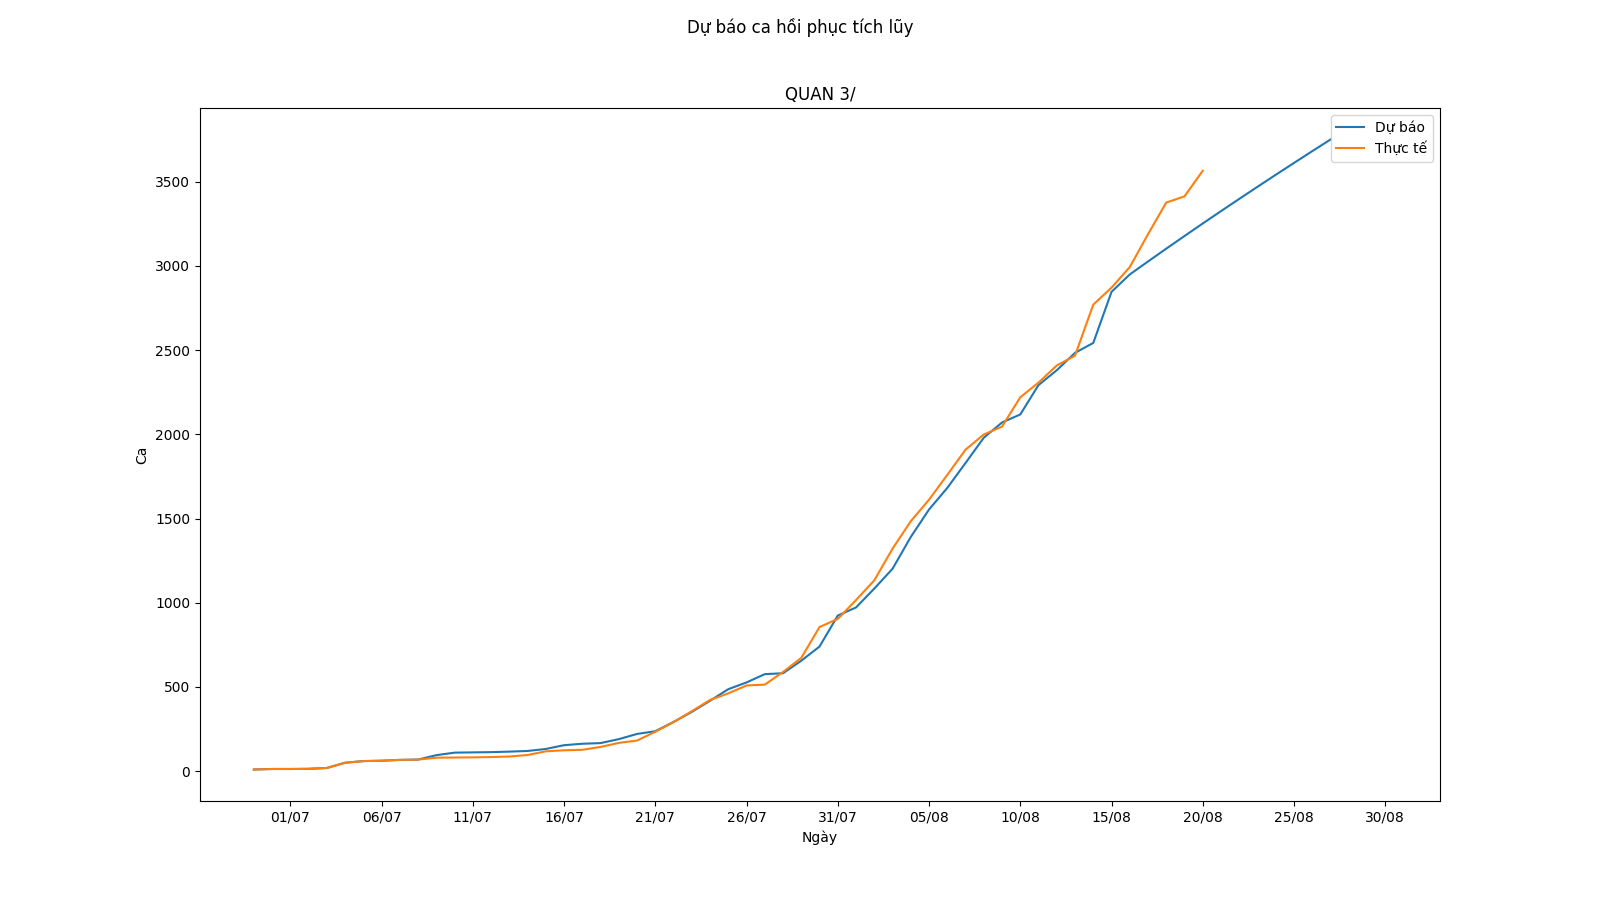 Dự báo ca hồi phục tích lũy
QUAN 3/
Dự báo
Thực tế
3500
3000
2500
2000
1500
1000
500
0
Ca
01/07 06/07 11/07 16/07 21/07 26/07 31/07 05/08 10/08 15/08 20/08 25/08 30/08
Ngày